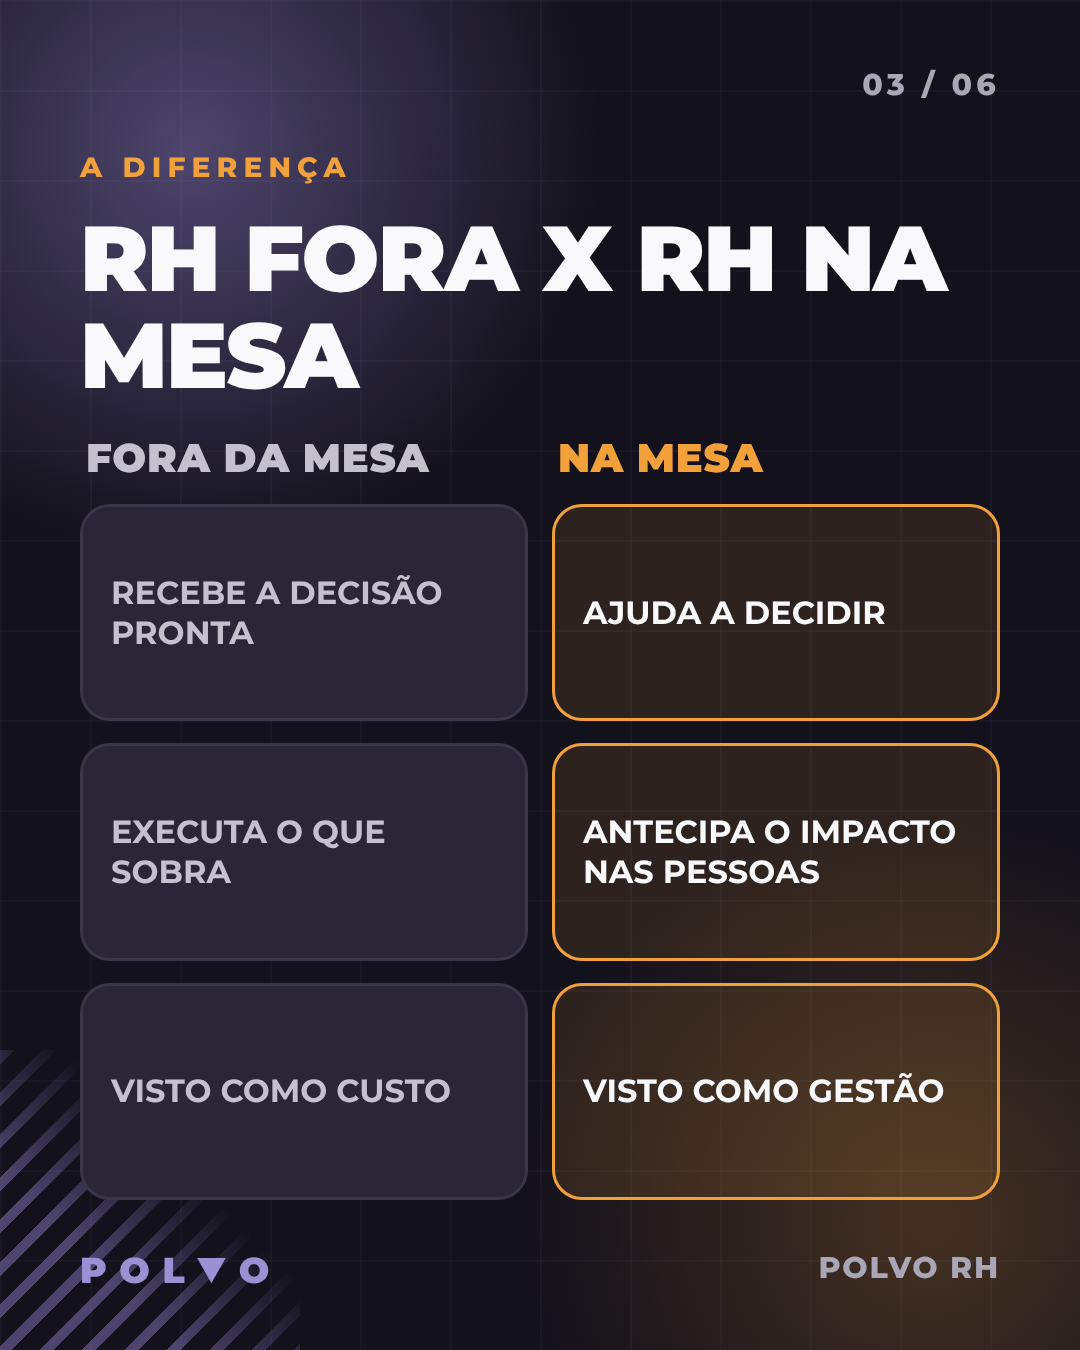 03 / 06
A DIFERENÇA
RH FORA X RH NA
MESA
FORA DA MESA
NA MESA
RECEBE A DECISÃO
PRONTA
AJUDA A DECIDIR
EXECUTA O QUE
SOBRA
ANTECIPA O IMPACTO
NAS PESSOAS
VISTO COMO CUSTO
VISTO COMO GESTÃO
POL▼O
POLVO RH